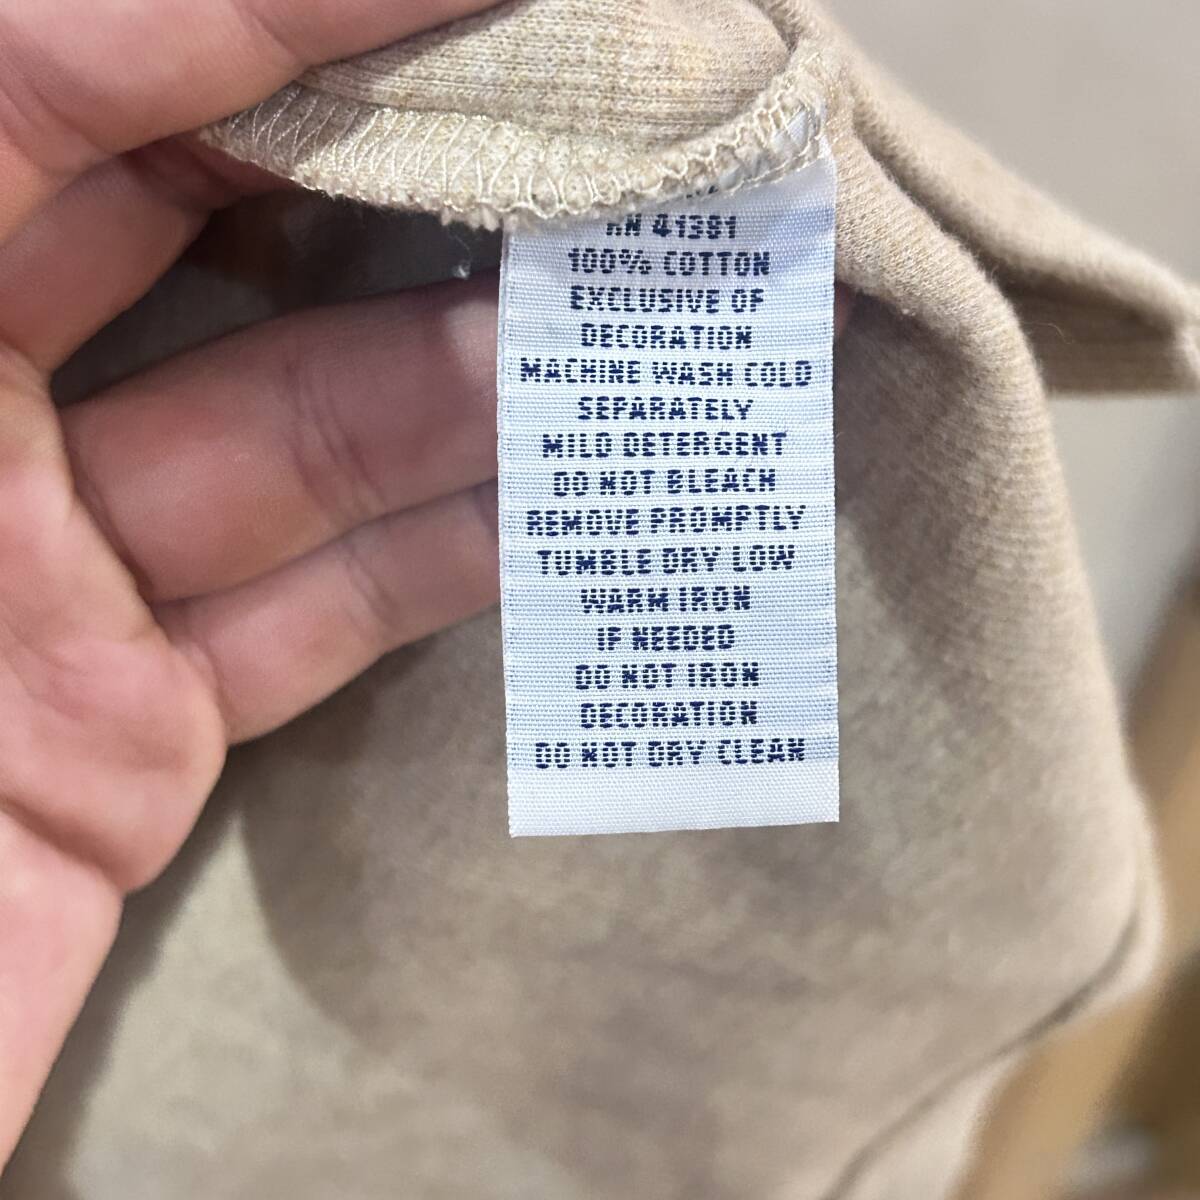 RN 41381
100% COTTON
EXCLUSIVE OF
DECORATION
MACHINE WASH COLD
SEPARATELY
MILD DETERGENT
DO NOT BLEACH
REMOVE PROMPTLY
TUMBLE DRY LOW
WARM IRON
IF NEEDED
DO NOT IRON
DECORATION
DO NOT DRY CLEAN